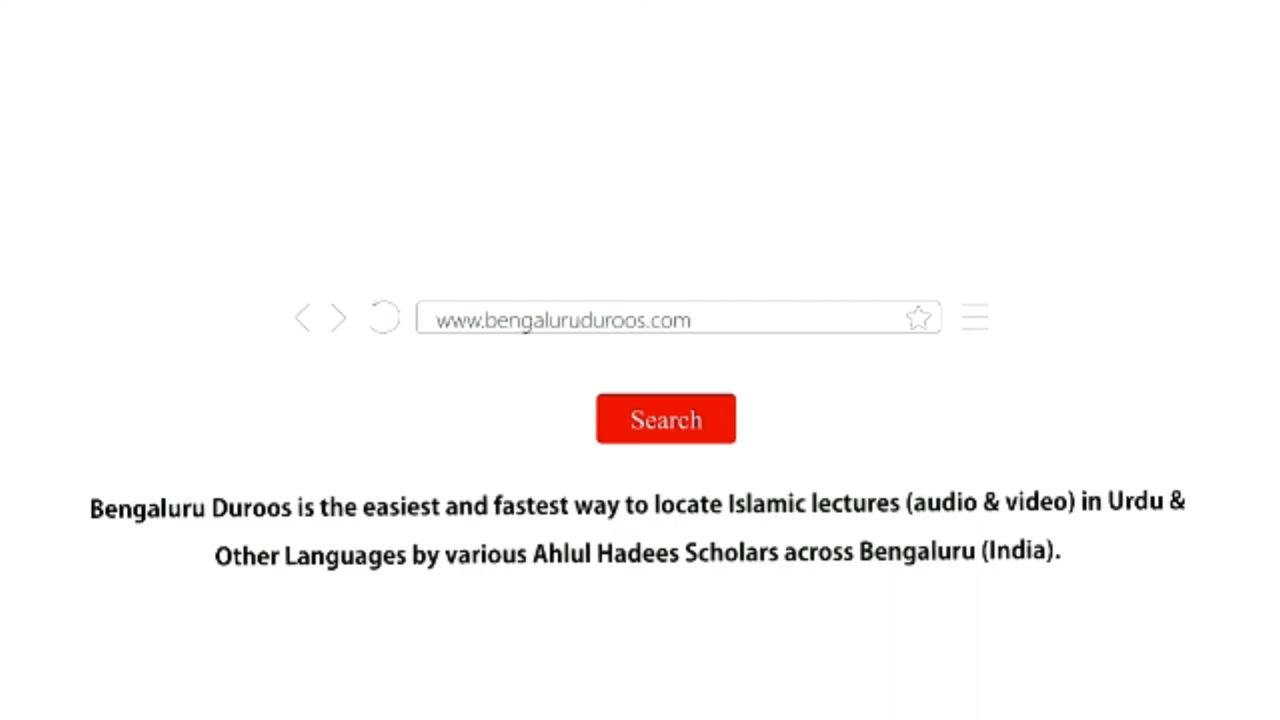 www.bengaluruduroos.com
Search
Bengaluru Duroos is the easiest and fastest way to locate Islamic lectures (audio & video) in Urdu &
Other Languages by various Ahlul Hadees Scholars across Bengaluru (India).